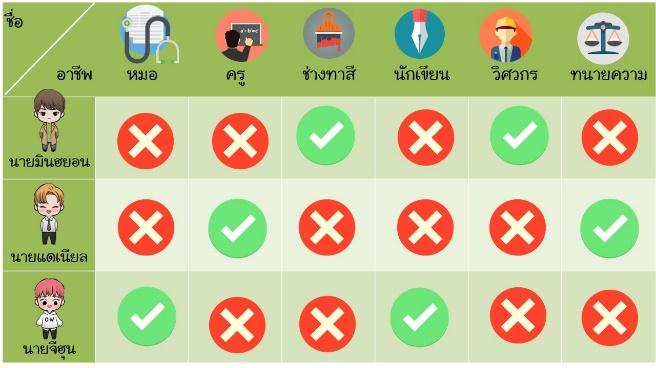 ชื่อ
อาชีพ หมอ ครู ช่างทาสี นักเขียน วิศวกร ทนายความ
นายมินฮยอน
นายแดเนียล
นายจีฮุน